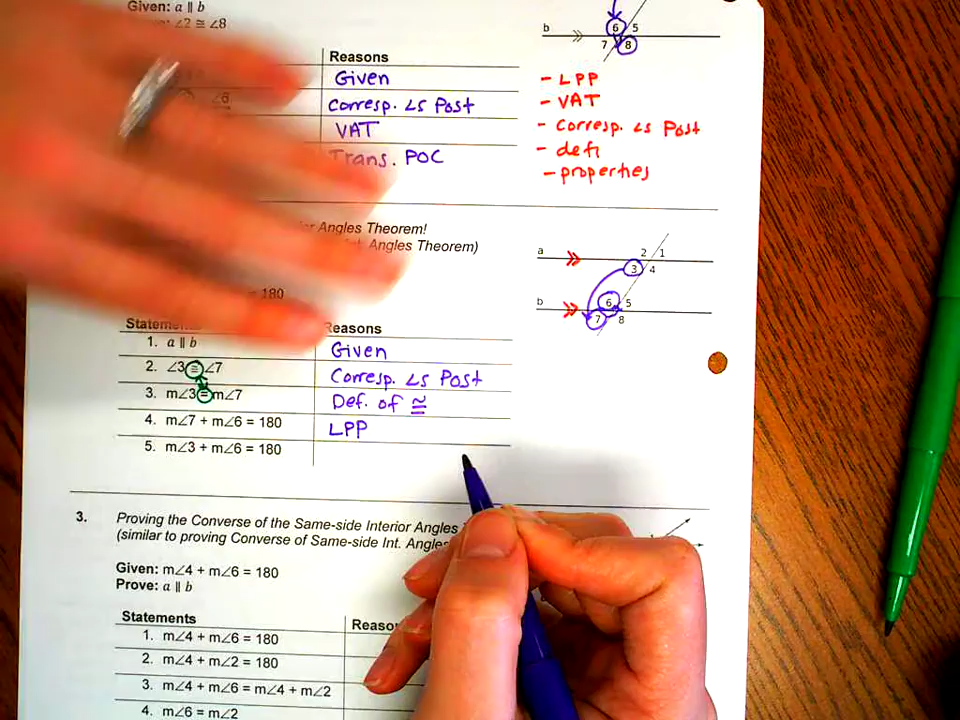 Given: a ∥ b
∠2 ≅ ∠8
b
6
5
7
8
Reasons
Given
∠6
Corresp. ∠s Post
VAT
Trans. POC
- LPP
- VAT
- Corresp. ∠s Post
- defi
- properties
Angles Theorem!
Int. Angles Theorem)
a
2
1
3
4
= 180
b
6
5
7
8
Reasons
1. a ∥ b
Given
2. ∠3 ≅ ∠7
Corresp. ∠s Post
3. m∠3 = m∠7
Def. of ≅
4. m∠7 + m∠6 = 180
LPP
5. m∠3 + m∠6 = 180
3. Proving the Converse of the Same-side Interior Angles
(similar to proving Converse of Same-side Int.
Given: m∠4 + m∠6 = 180
Prove: a ∥ b
Statements
1. m∠4 + m∠6 = 180
2. m∠4 + m∠2 = 180
3. m∠4 + m∠6 = m∠4 + m∠2
4. m∠6 = m∠2